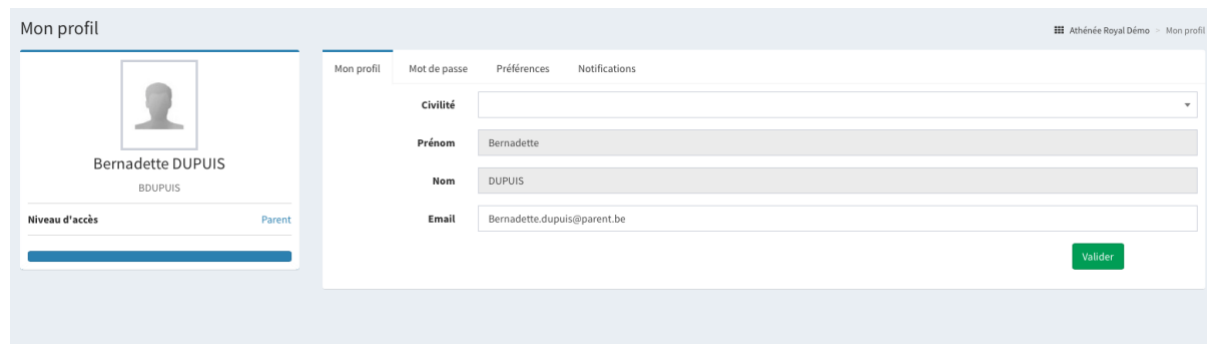 Mon profil
Athénée Royal Démo - Mon profil
Bernadette DUPUIS
BDUPUIS
Niveau d'accès Parent
Mon profil Mot de passe Préférences Notifications
Civilité
Prénom Bernadette
Nom DUPUIS
Email Bernadette.dupuis@parent.be
Valider